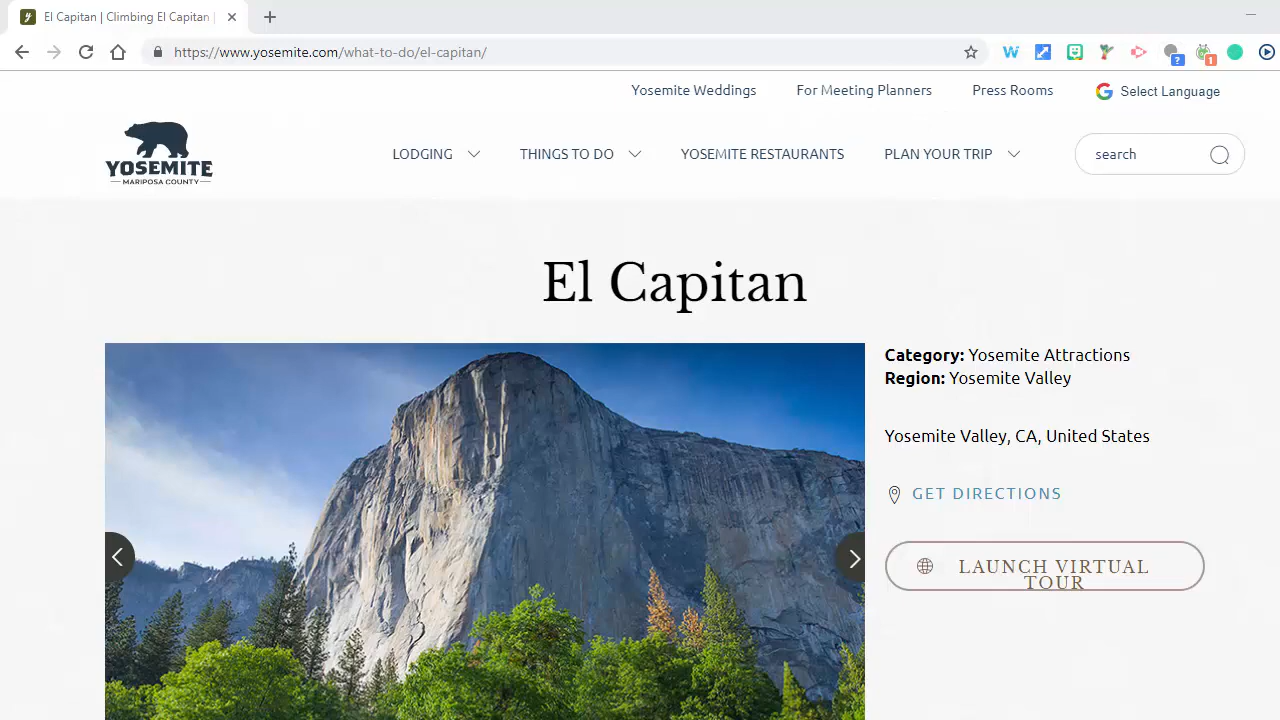 El Capitan | Climbing El Capitan |
https://www.yosemite.com/what-to-do/el-capitan/
W
?
1
Yosemite Weddings For Meeting Planners Press Rooms Select Language
YOSEMITE
MARIPOSA COUNTY
LODGING THINGS TO DO YOSEMITE RESTAURANTS PLAN YOUR TRIP search
El Capitan
Category: Yosemite Attractions
Region: Yosemite Valley
Yosemite Valley, CA, United States
GET DIRECTIONS
LAUNCH VIRTUAL
TOUR